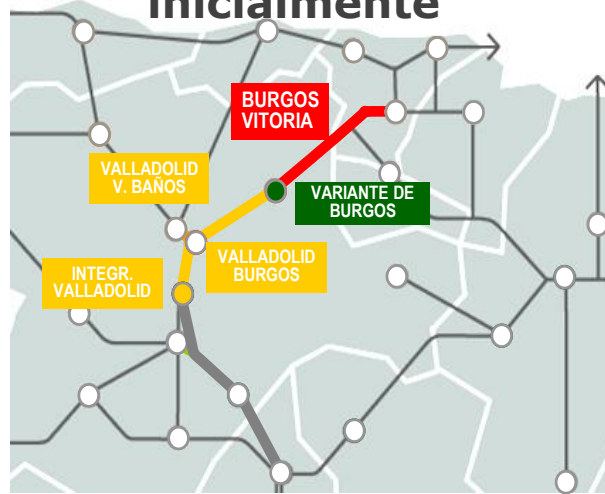 inicialmente
BURGOS
VITORIA
VALLADOLID
V. BAÑOS
VARIANTE DE
BURGOS
VALLADOLID
BURGOS
INTEGR.
VALLADOLID